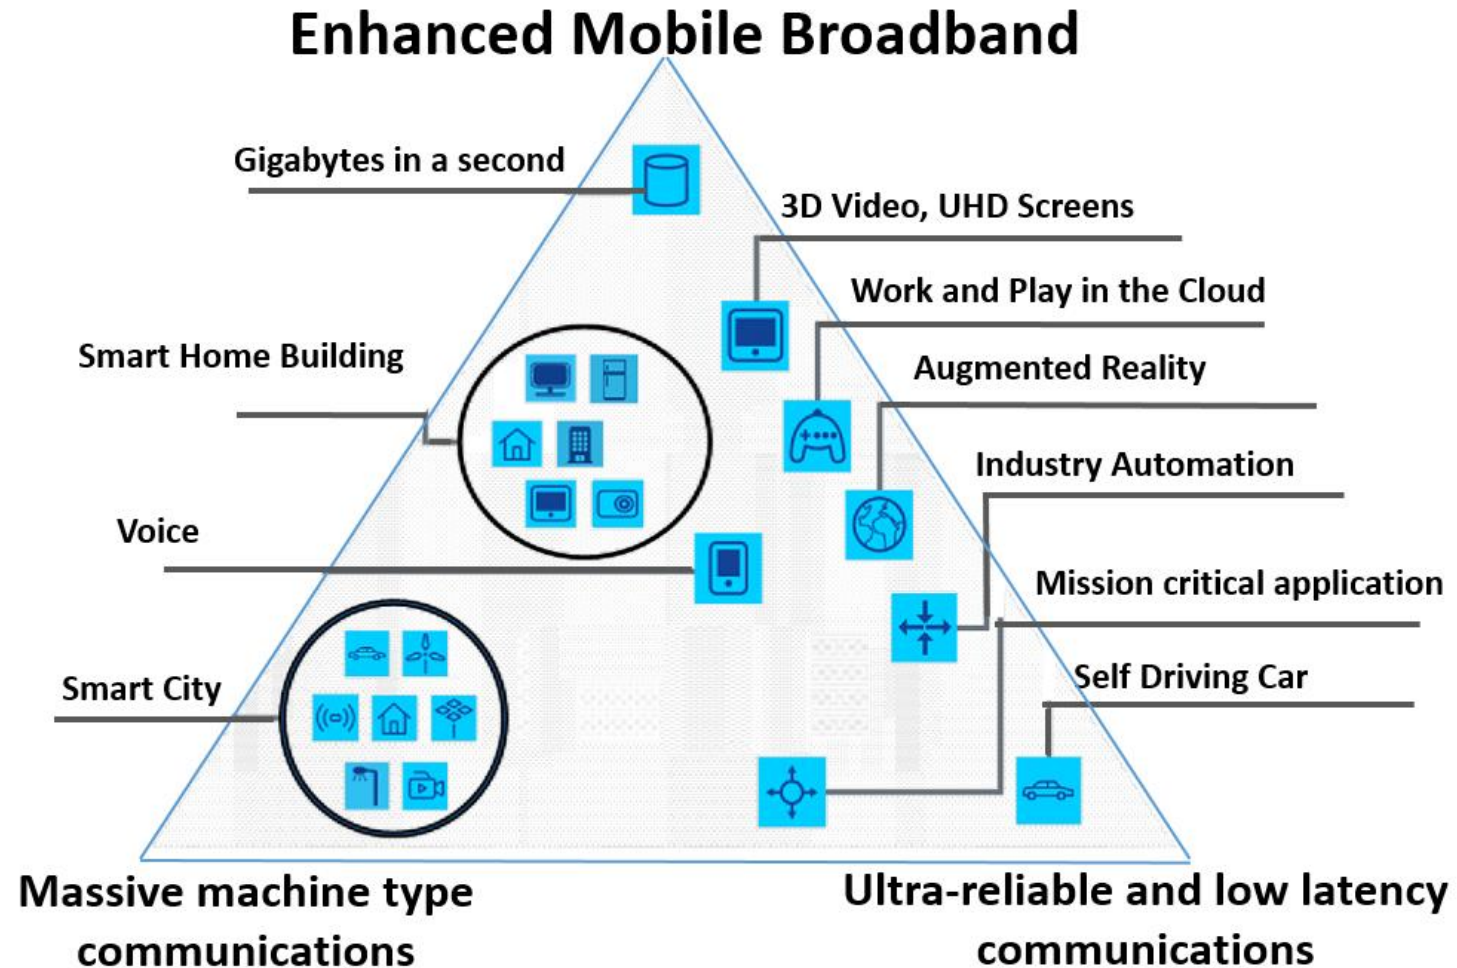 Enhanced Mobile Broadband
Gigabytes in a second
3D Video, UHD Screens
Work and Play in the Cloud
Smart Home Building
Augmented Reality
Industry Automation
Voice
Mission critical application
Smart City
Self Driving Car
Massive machine type
communications
Ultra-reliable and low latency
communications